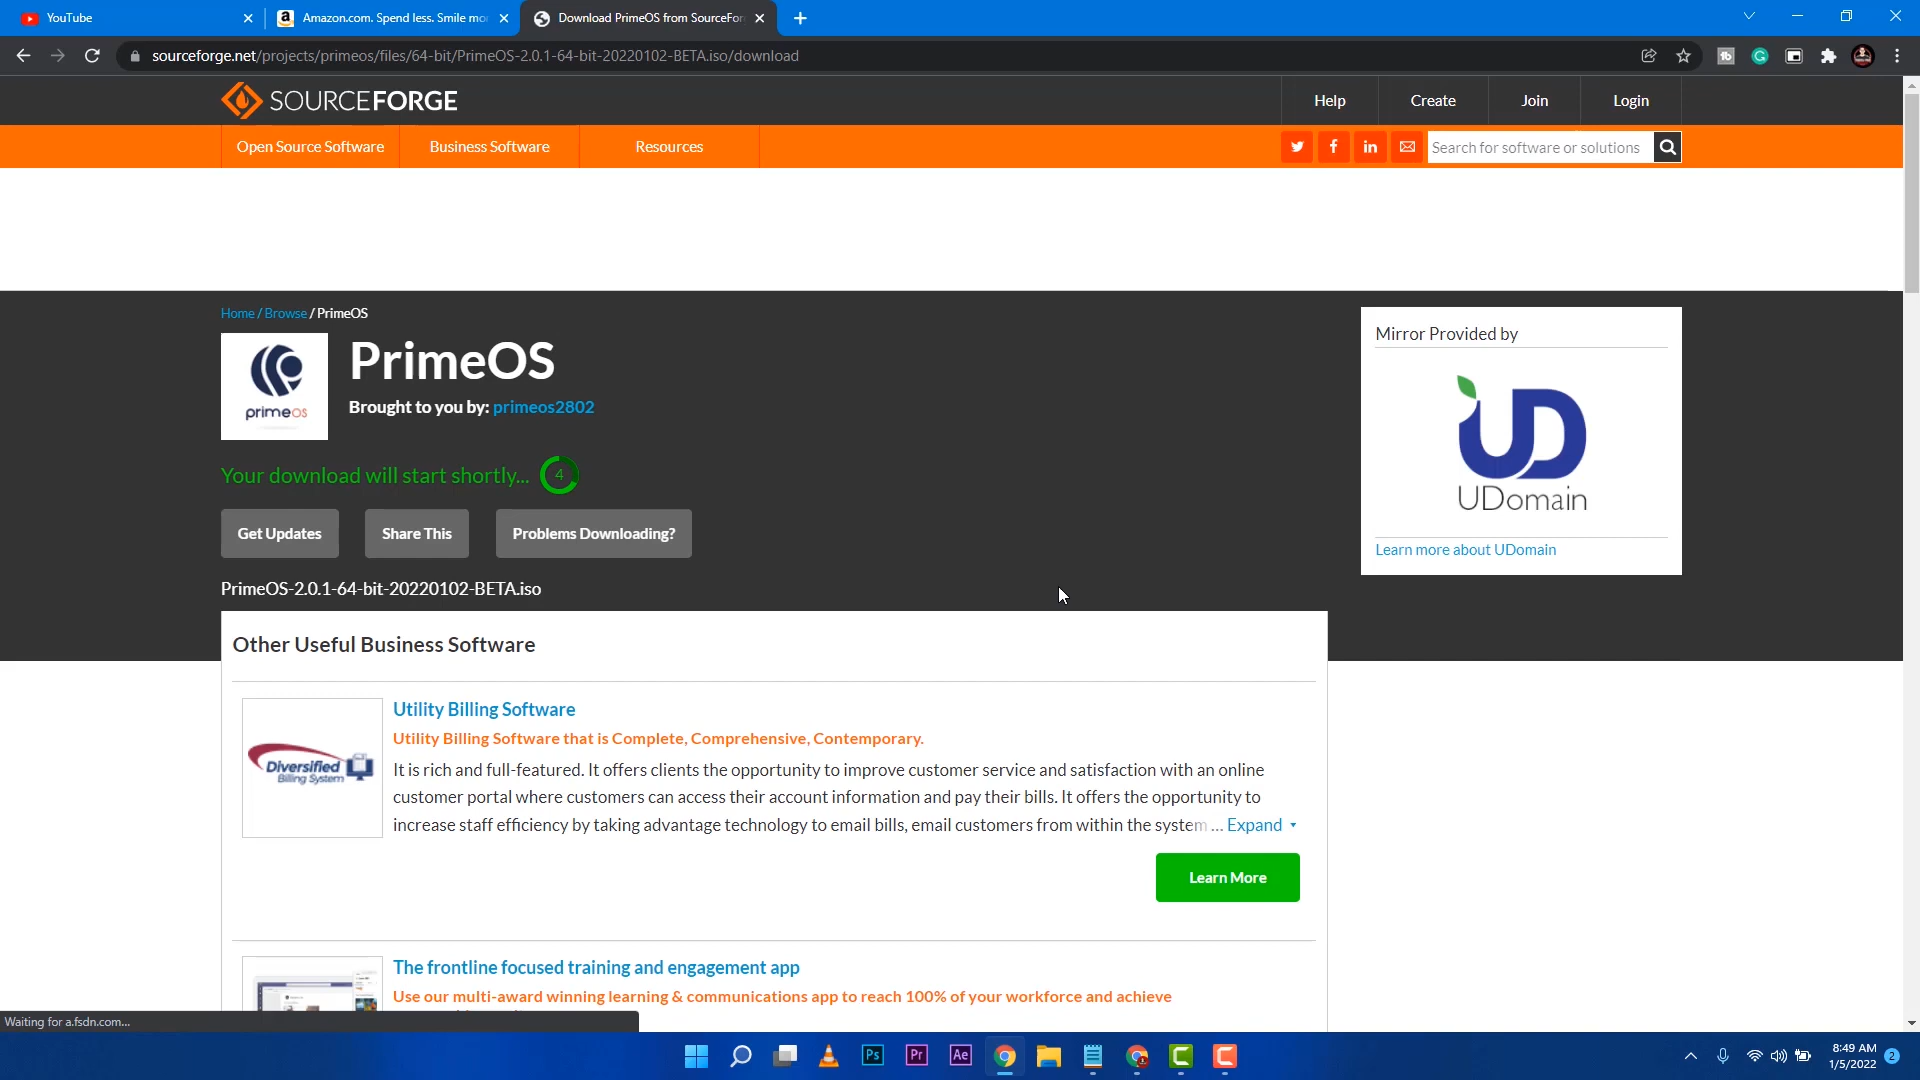 YouTube
Amazon.com. Spend less. Smile mo
Download PrimeOS from SourceFor
sourceforge.net/projects/primeos/files/64-bit/PrimeOS-2.0.1-64-bit-20220102-BETA.iso/download
SOURCEFORGE
Help
Create
Join
Login
Open Source Software
Business Software
Resources
Search for software or solutions
Home / Browse / PrimeOS
primeos
PrimeOS
Brought to you by: primeos2802
Your download will start shortly... 4
Get Updates
Share This
Problems Downloading?
PrimeOS-2.0.1-64-bit-20220102-BETA.iso
Mirror Provided by
UD
UDomain
Learn more about UDomain
Other Useful Business Software
Diversified
Billing System
Utility Billing Software
Utility Billing Software that is Complete, Comprehensive, Contemporary.
It is rich and full-featured. It offers clients the opportunity to improve customer service and satisfaction with an online
customer portal where customers can access their account information and pay their bills. It offers the opportunity to
increase staff efficiency by taking advantage technology to email bills, email customers from within the system ... Expand
Learn More
The frontline focused training and engagement app
Use our multi-award winning learning & communications app to reach 100% of your workforce and achieve
Waiting for a.fsdn.com...
Ps
Pr
Ae
8:49 AM
1/5/2022
2